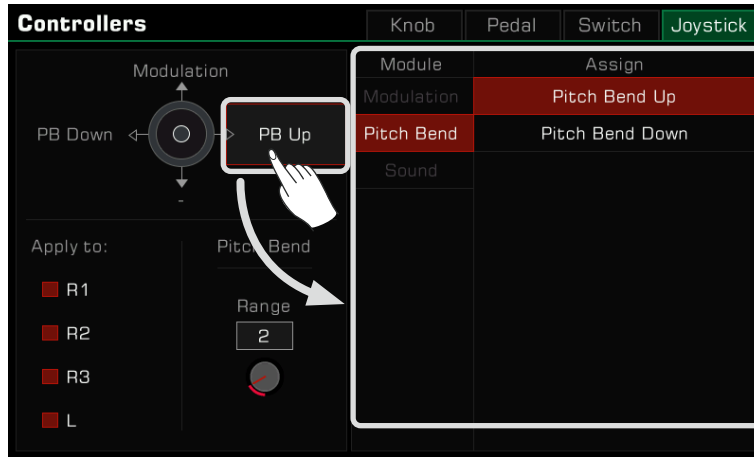 Controllers
Knob
Pedal
Switch
Joystick
Modulation
PB Down
PB Up
-
Apply to:
R1
R2
R3
L
Pitch Bend
Range
2
Module
Assign
Modulation
Pitch Bend Up
Pitch Bend
Pitch Bend Down
Sound